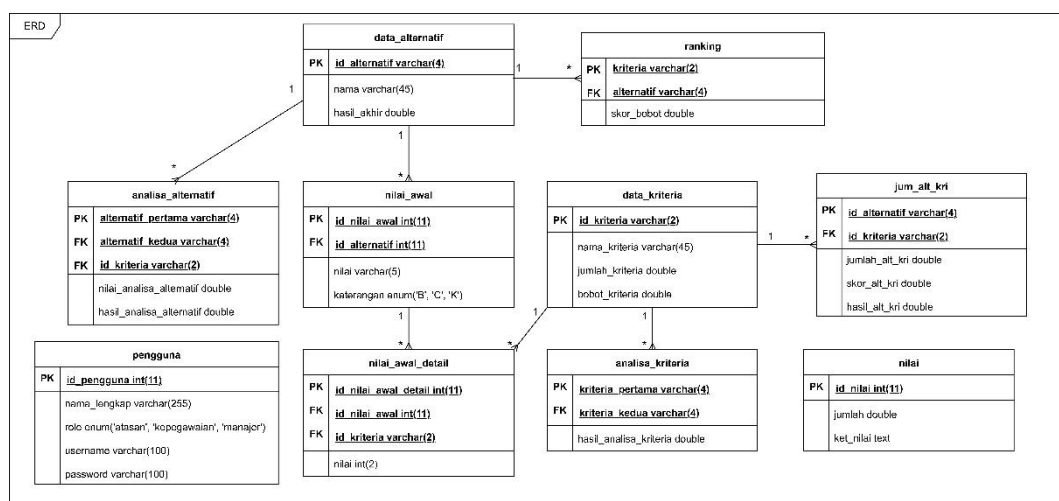 ERD
data_alternatif
PK id_alternatif varchar(4)
nama varchar(45)
hasil_akhir double
ranking
PK kriteria varchar(2)
FK alternatif varchar(4)
skor_bobot double
1 *
1 *
1 *
analisa_alternatif
PK alternatif_pertama varchar(4)
FK alternatif_kedua varchar(4)
FK id_kriteria varchar(2)
nilai_analisa_alternatif double
hasil_analisa_alternatif double
nilai_awal
PK id_nilai_awal int(11)
FK id_alternatif int(11)
nilai varchar(5)
keterangan enum('B', 'C', 'K')
data_kriteria
PK id_kriteria varchar(2)
nama_kriteria varchar(45)
jumlah_kriteria double
bobot_kriteria double
jum_alt_kri
PK id_alternatif varchar(4)
FK id_kriteria varchar(2)
jumlah_alt_kri double
skor_alt_kri double
hasil_alt_kri double
1 *
1 *
1 *
1 *
pengguna
PK id_pengguna int(11)
nama_lengkap varchar(255)
role enum('atasan', 'kepegawaian', 'manajer')
username varchar(100)
password varchar(100)
nilai_awal_detail
PK id_nilai_awal_detail int(11)
FK id_nilai_awal int(11)
FK id_kriteria varchar(2)
nilai int(2)
analisa_kriteria
PK kriteria_pertama varchar(4)
FK kriteria_kedua varchar(4)
hasil_analisa_kriteria double
nilai
PK id_nilai int(11)
jumlah double
ket_nilai text